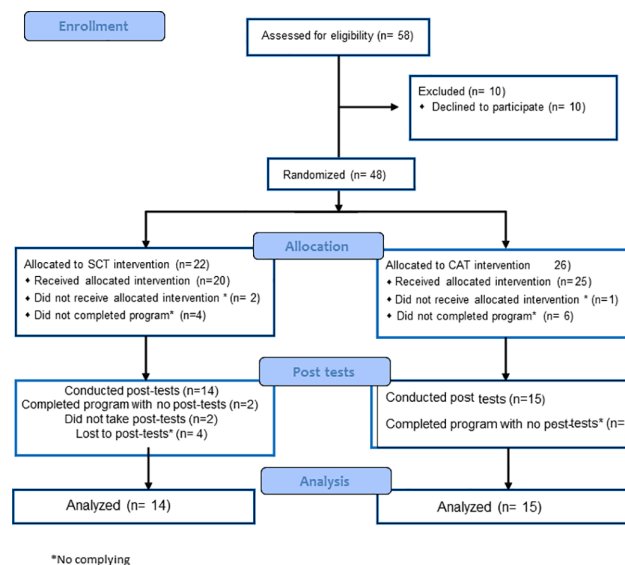 Enrollment
Assessed for eligibility (n= 58)
Excluded (n= 10)
♦ Declined to participate (n= 10)
Randomized (n= 48)
Allocation
Allocated to SCT intervention (n=22)
♦ Received allocated intervention (n=20)
♦ Did not receive allocated intervention * (n= 2)
♦ Did not completed program* (n=4)
Allocated to CAT intervention 26)
♦ Received allocated intervention (n=25)
♦ Did not receive allocated intervention * (n=1)
♦ Did not completed program* (n= 6)
Post tests
Conducted post-tests (n=14)
Completed program with no post-tests (n=2)
Did not take post-tests (n=2)
Lost to post-tests* (n= 4)
Conducted post tests (n=15)
Completed program with no post-tests* (n=
Analysis
Analyzed (n= 14)
Analyzed (n= 15)
*No complying